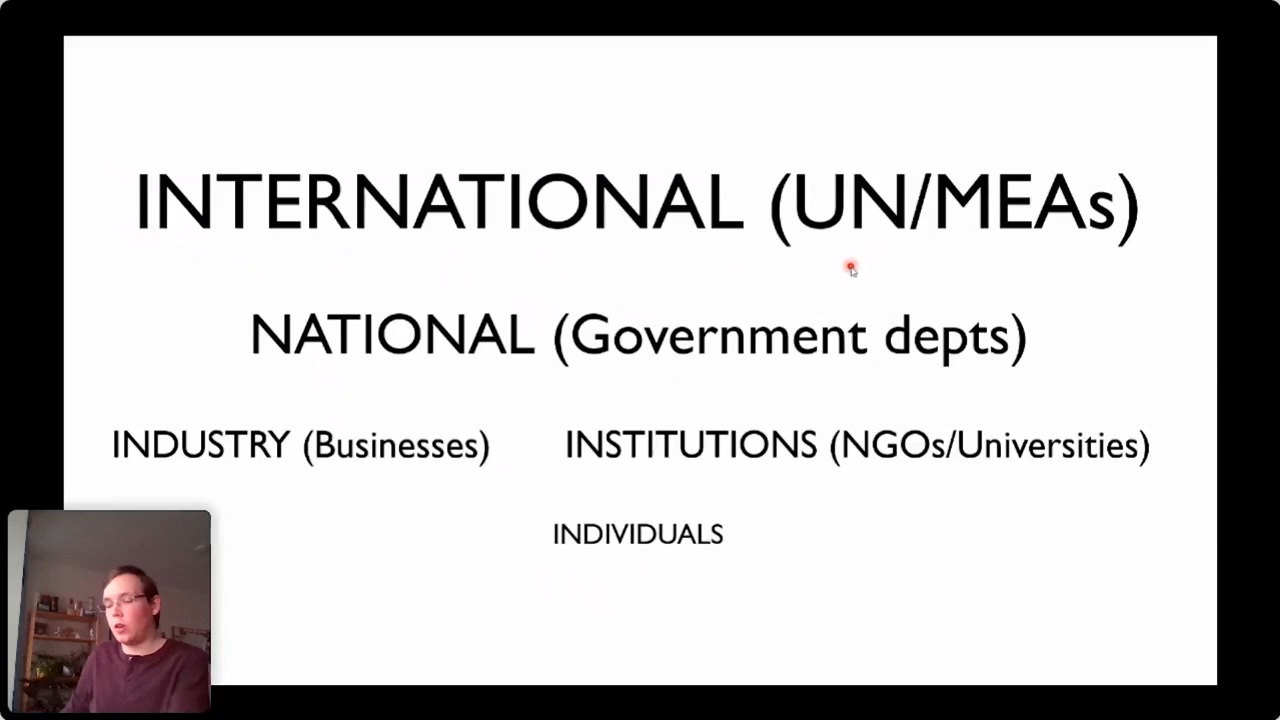 INTERNATIONAL (UN/MEAs)
NATIONAL (Government depts)
INDUSTRY (Businesses) INSTITUTIONS (NGOs/Universities)
INDIVIDUALS